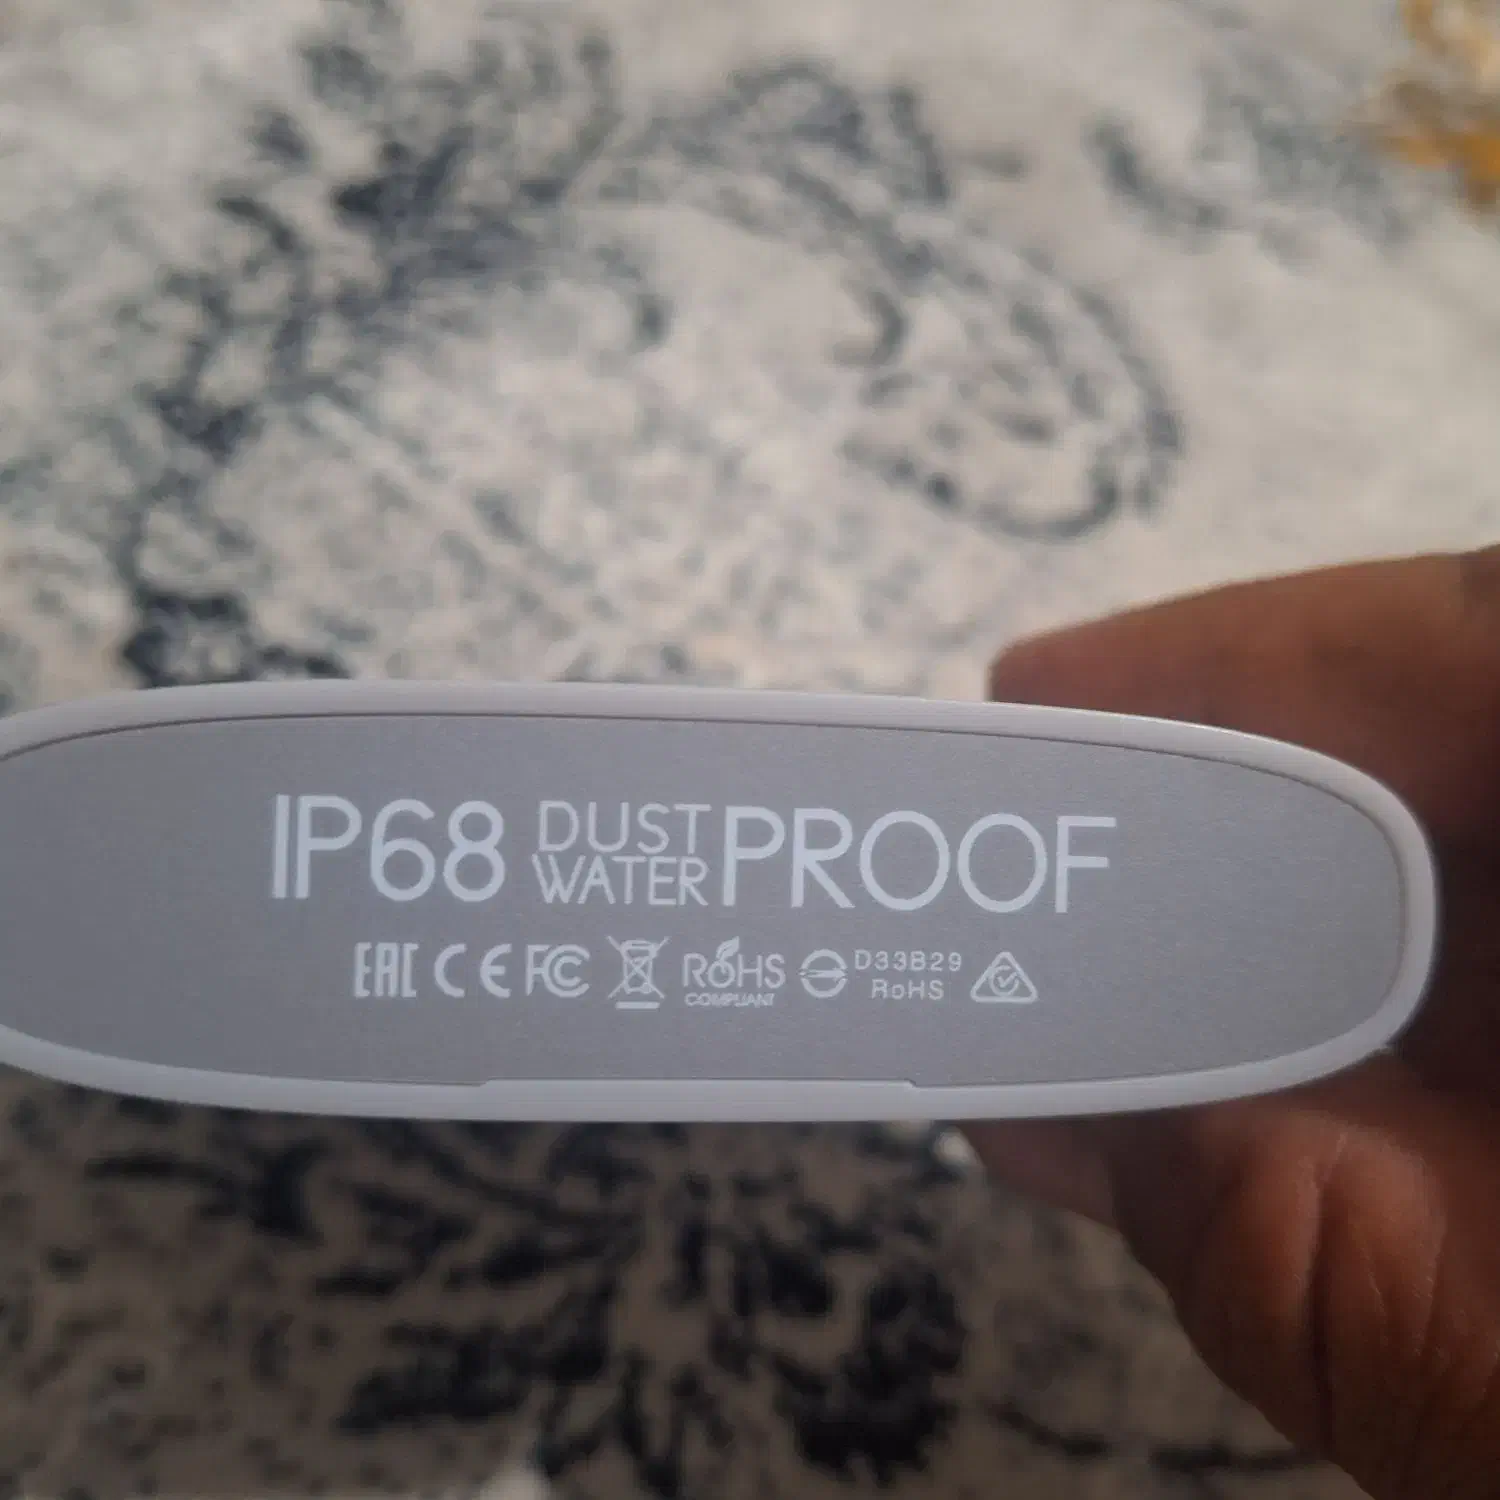 IP68 DUST WATER PROOF
EAC CE FC RoHS COMPLIANT D33B29 RoHS